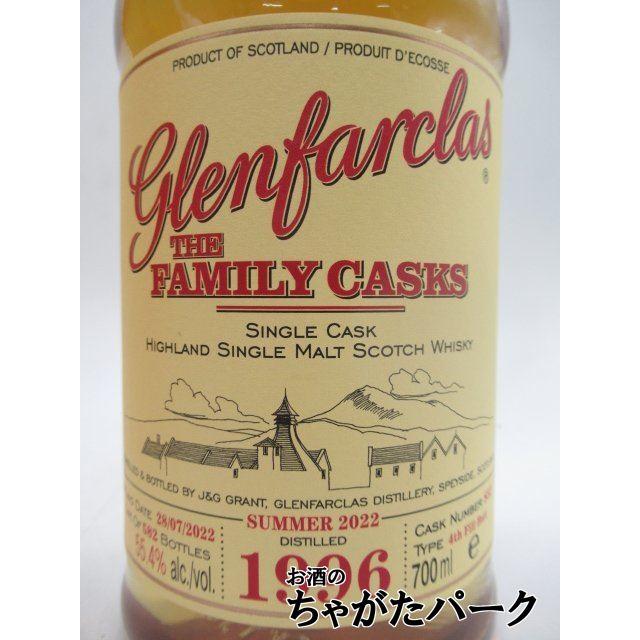 PRODUCT OF SCOTLAND / PRODUIT D'ECOSSE
Glenfarclas
®
THE
FAMILY CASKS
SINGLE CASK
HIGHLAND SINGLE MALT SCOTCH WHISKY
& BOTTLED BY J&G GRANT, GLENFARCLAS DISTILLERY, SPEYSIDE,
DATE 28/07/2022
OF 582 BOTTLES
55.4% alc./vol.
SUMMER 2022
DISTILLED
1996
CASK NUMBER
TYPE 4th Fill
700ml e
お酒の
ちゃがたパーク